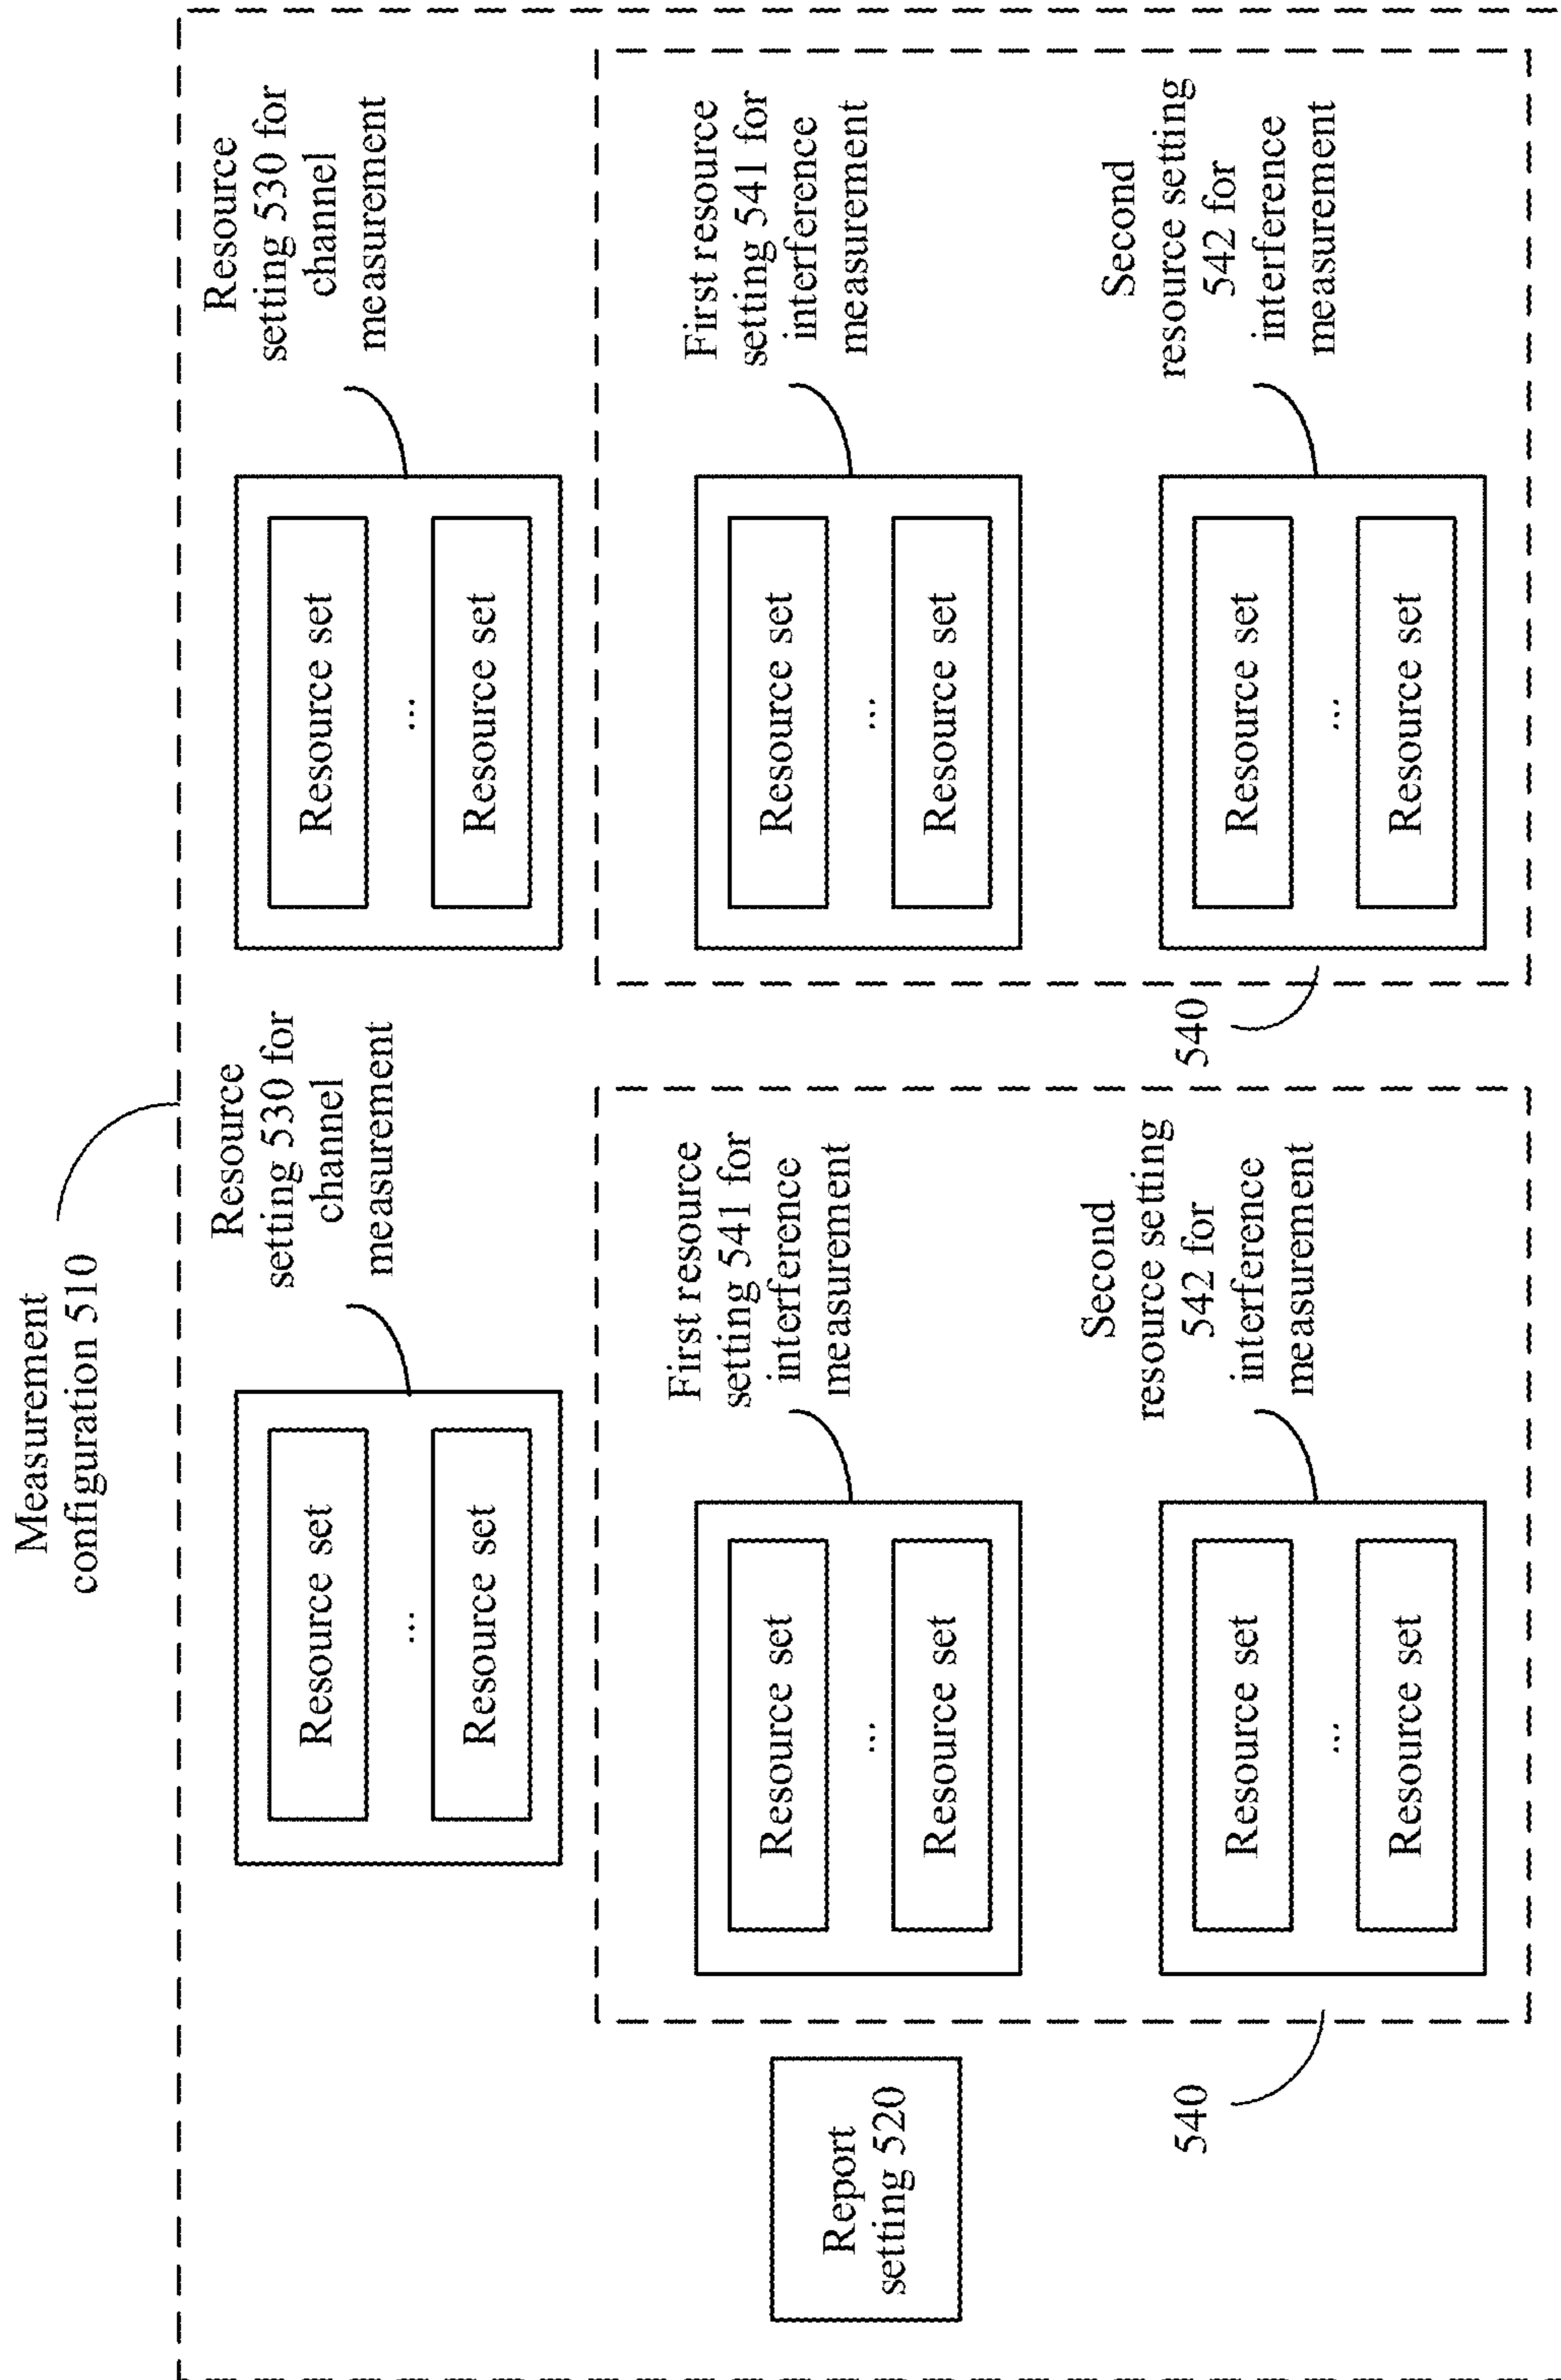 Measurement
configuration 510
Report
setting 520
Resource set
...
Resource set
Resource
setting 530 for
channel
measurement
Resource set
...
Resource set
Resource
setting 530 for
channel
measurement
Resource set
...
Resource set
First resource
setting 541 for
interference
measurement
Resource set
...
Resource set
First resource
setting 541 for
interference
measurement
540
Resource set
...
Resource set
Second
resource setting
542 for
interference
measurement
540
Resource set
...
Resource set
Second
resource setting
542 for
interference
measurement